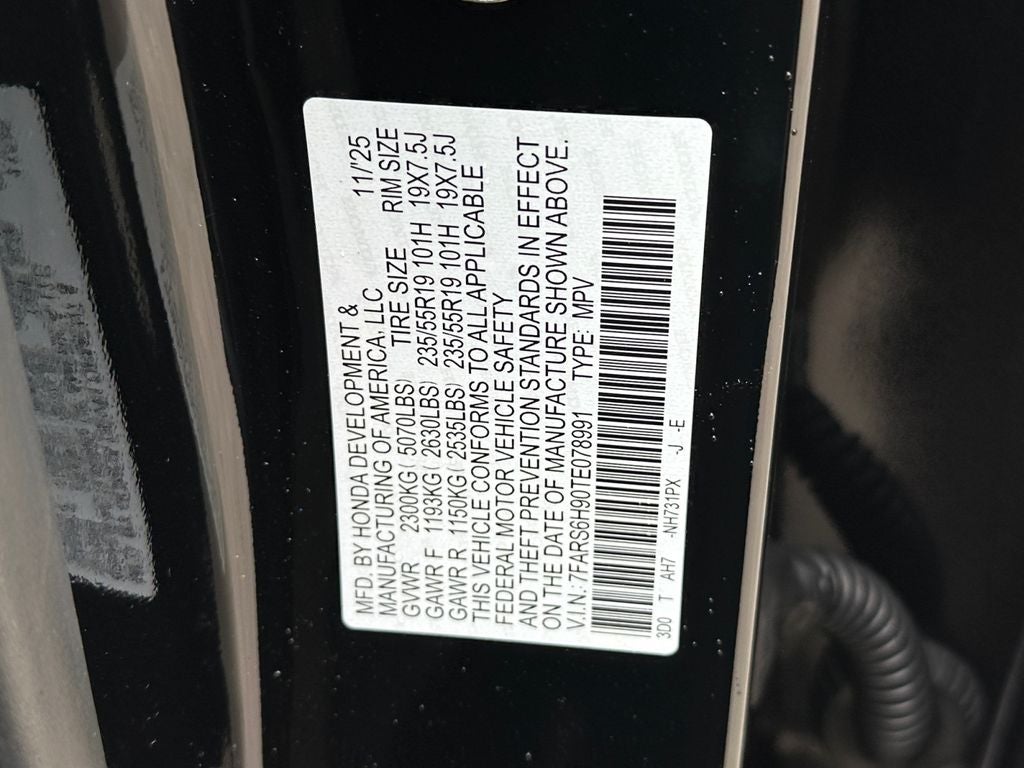 MFD. BY HONDA DEVELOPMENT &
MANUFACTURING OF AMERICA, LLC 11/'25
GVWR 2300KG ( 5070LBS) TIRE SIZE RIM SIZE
GAWR F 1193KG ( 2630LBS) 235/55R19 101H 19X7.5J
GAWR R 1150KG ( 2535LBS) 235/55R19 101H 19X7.5J
THIS VEHICLE CONFORMS TO ALL APPLICABLE
FEDERAL MOTOR VEHICLE SAFETY
AND THEFT PREVENTION STANDARDS IN EFFECT
ON THE DATE OF MANUFACTURE SHOWN ABOVE.
V.I.N.: 7FARS6H90TE078991 TYPE: MPV
3D0 T AH7 -NH731PX -J -E